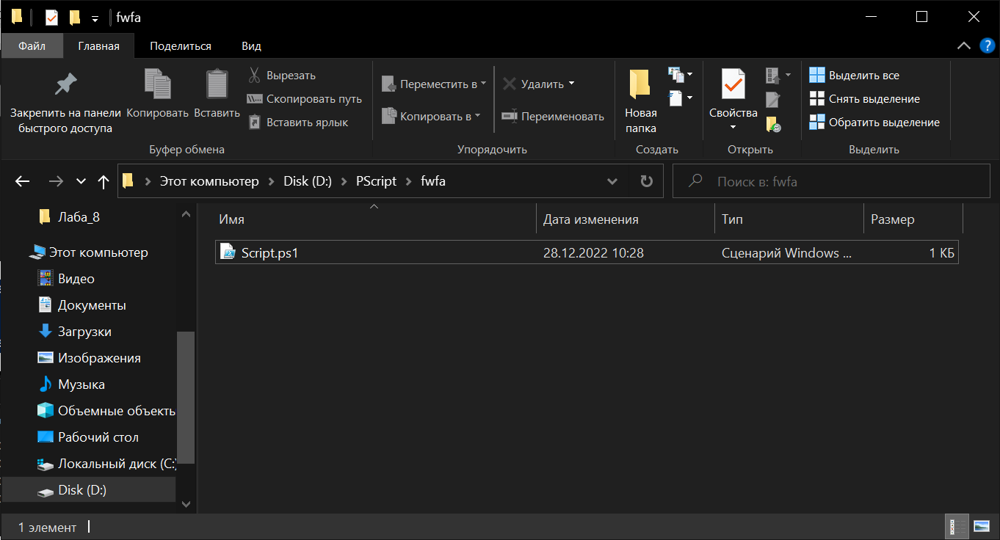 fwfa
Файл Главная Поделиться Вид
Закрепить на панели
быстрого доступа
Копировать
Вставить
Вырезать
Скопировать путь
Вставить ярлык
Буфер обмена
Переместить в
Копировать в
Удалить
Переименовать
Упорядочить
Новая
папка
Создать
Свойства
Открыть
Выделить все
Снять выделение
Обратить выделение
Выделить
Этот компьютер Disk (D:) PScript fwfa
Поиск в: fwfa
Лаба_8
Этот компьютер
Видео
Документы
Загрузки
Изображения
Музыка
Объемные объекты
Рабочий стол
Локальный диск (C:)
Disk (D:)
Имя Дата изменения Тип Размер
Script.ps1 28.12.2022 10:28 Сценарий Windows ... 1 КБ
1 элемент